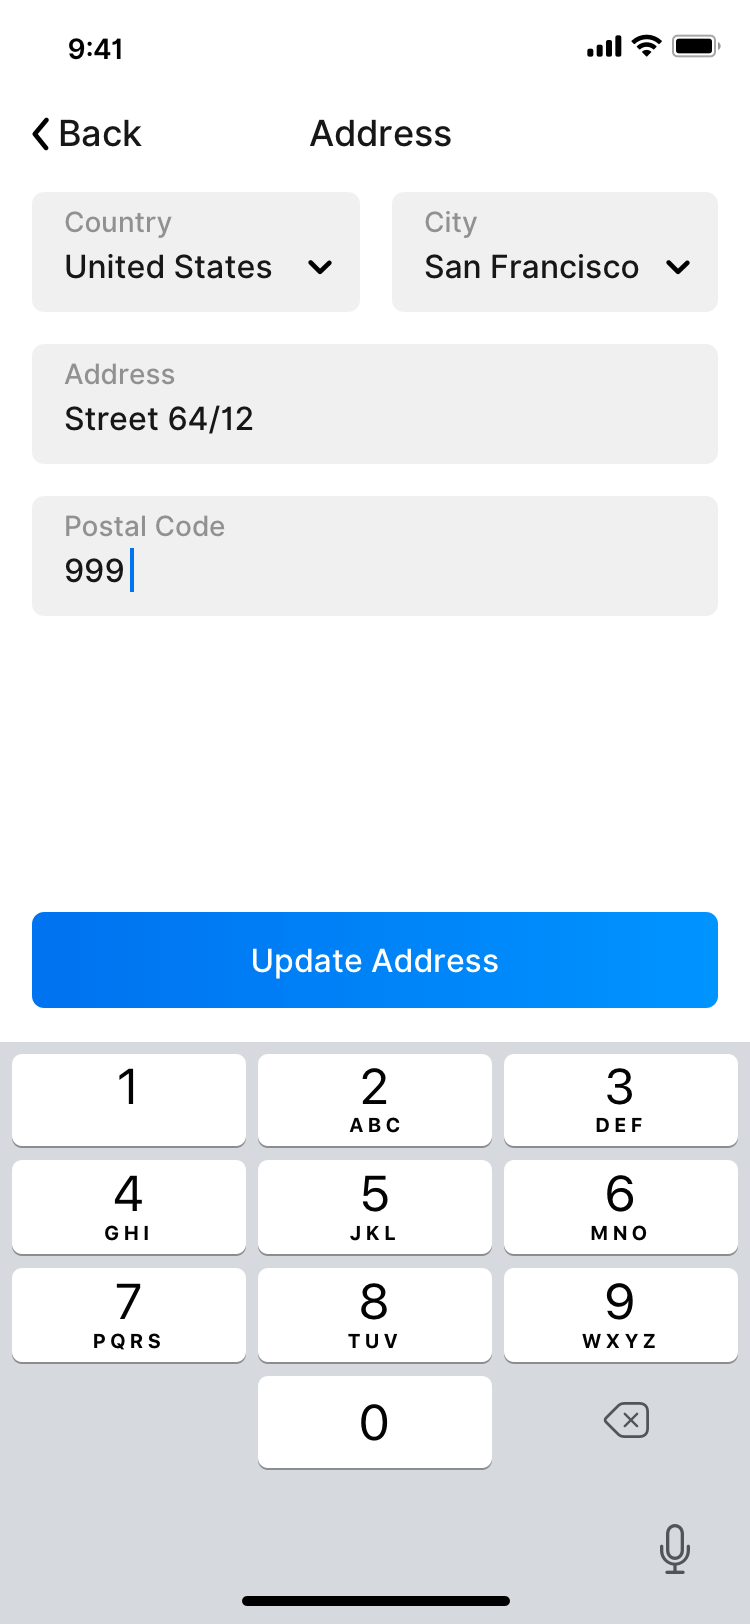 9:41
Back Address
Country City
United States San Francisco
Address
Street 64/12
Postal Code
999
Update Address
1 2 3
ABC DEF
4 5 6
GHI JKL MNO
7 8 9
PQRS TUV WXYZ
0